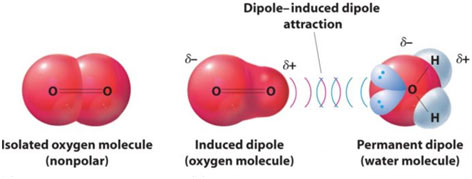 Dipole–induced dipole
attraction
δ–
δ+
δ–
δ+
O O
O O
H
O
H
Isolated oxygen molecule
(nonpolar)
Induced dipole
(oxygen molecule)
Permanent dipole
(water molecule)